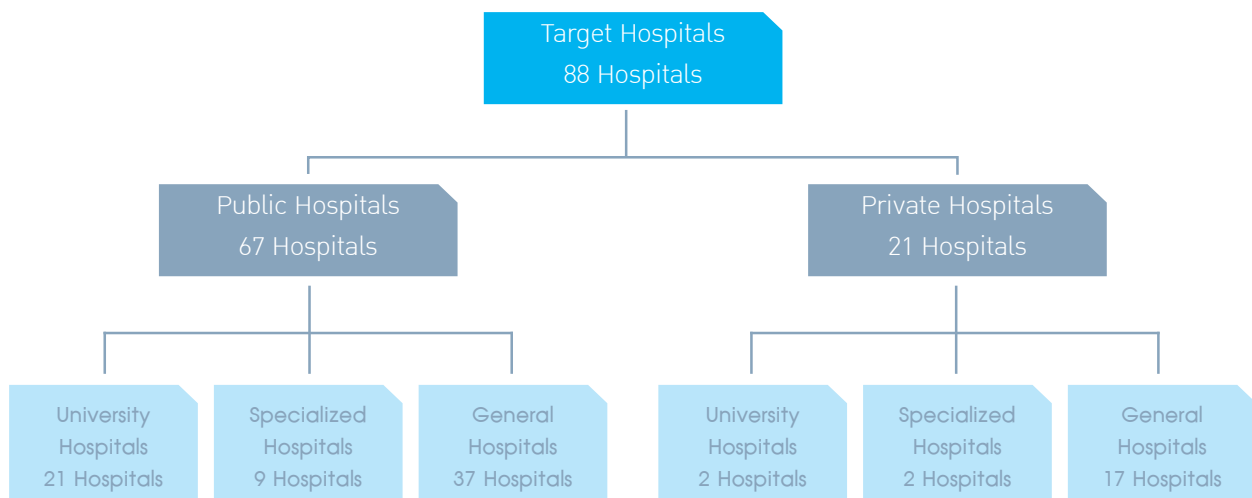 Target Hospitals
88 Hospitals
Public Hospitals
67 Hospitals
Private Hospitals
21 Hospitals
University
Hospitals
21 Hospitals
Specialized
Hospitals
9 Hospitals
General
Hospitals
37 Hospitals
University
Hospitals
2 Hospitals
Specialized
Hospitals
2 Hospitals
General
Hospitals
17 Hospitals